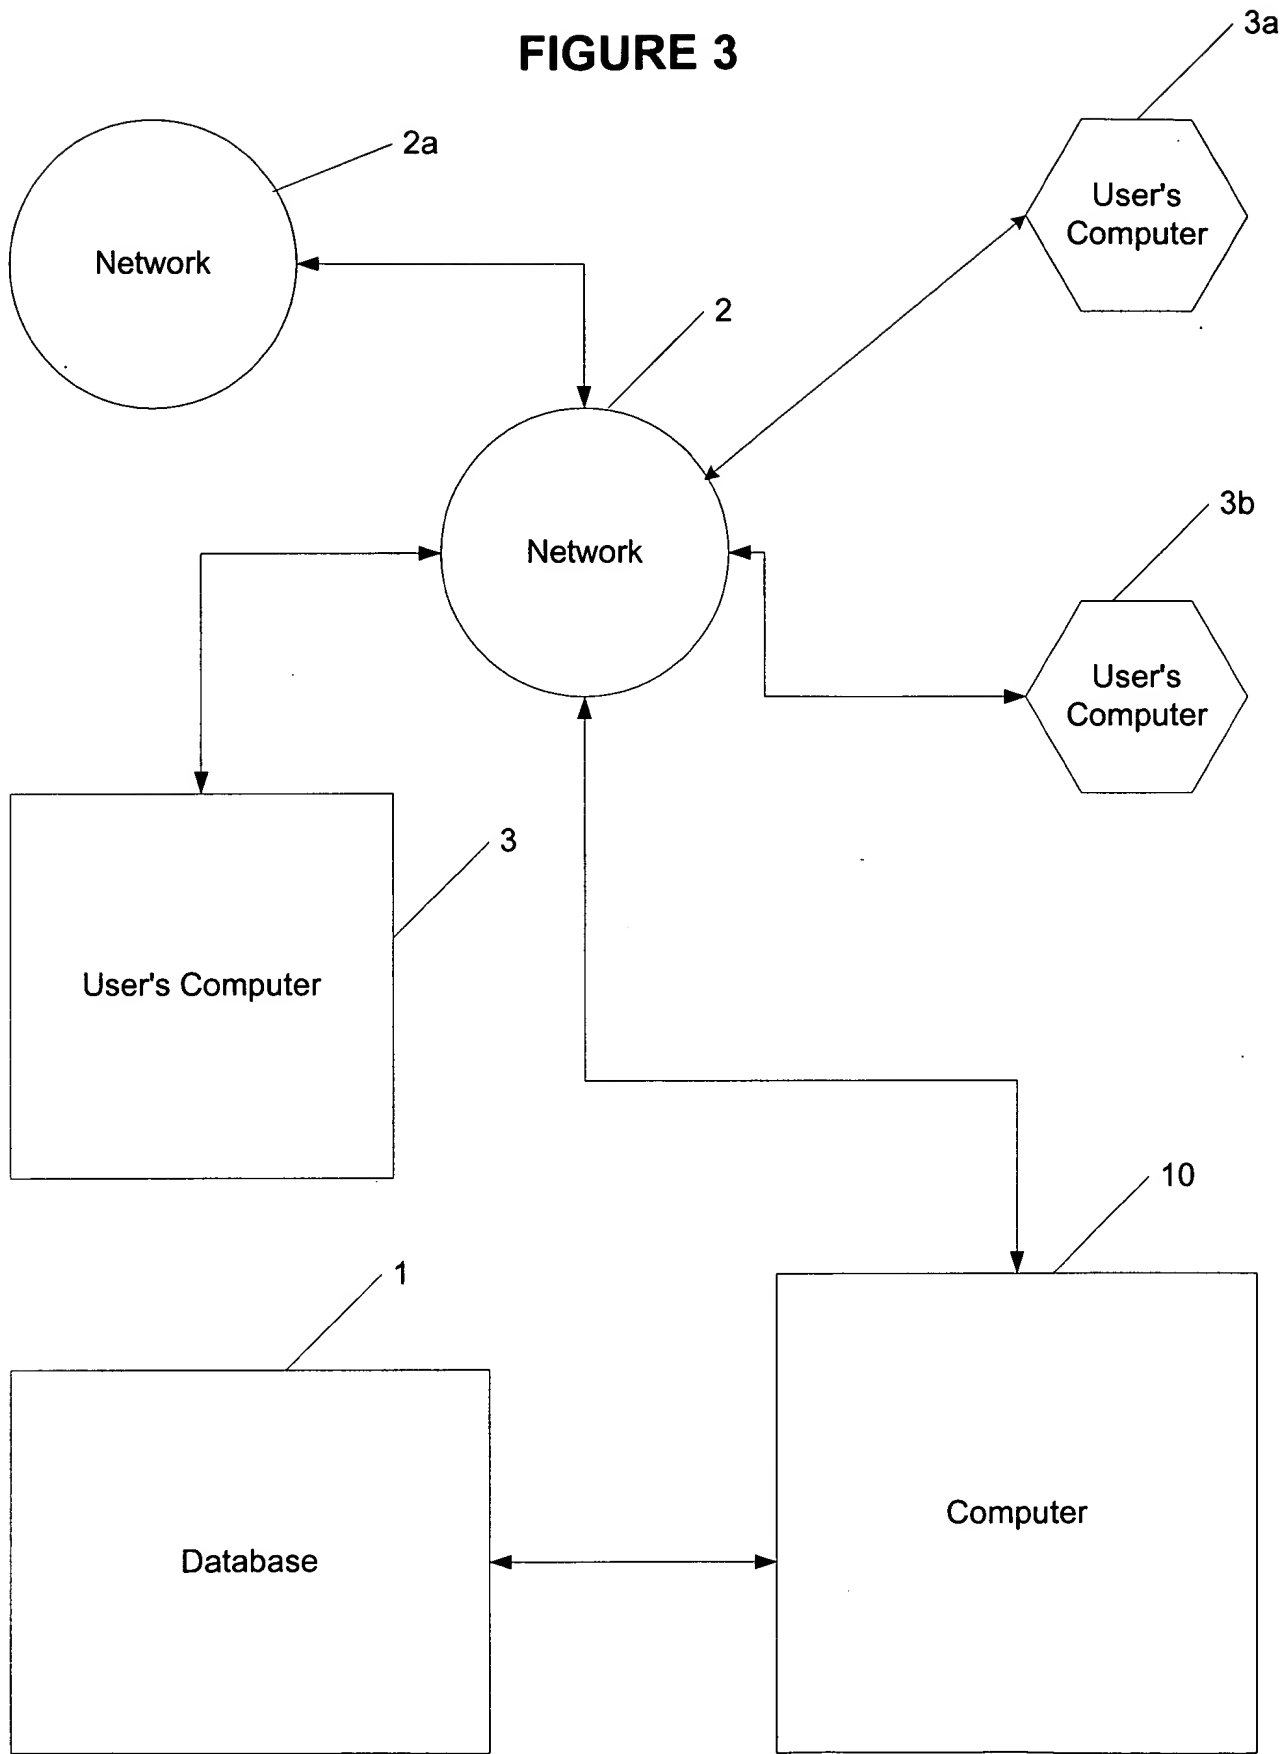 FIGURE 3
3a
2a
User's
Computer
Network
2
3b
Network
User's
Computer
3
User's Computer
10
1
Computer
Database